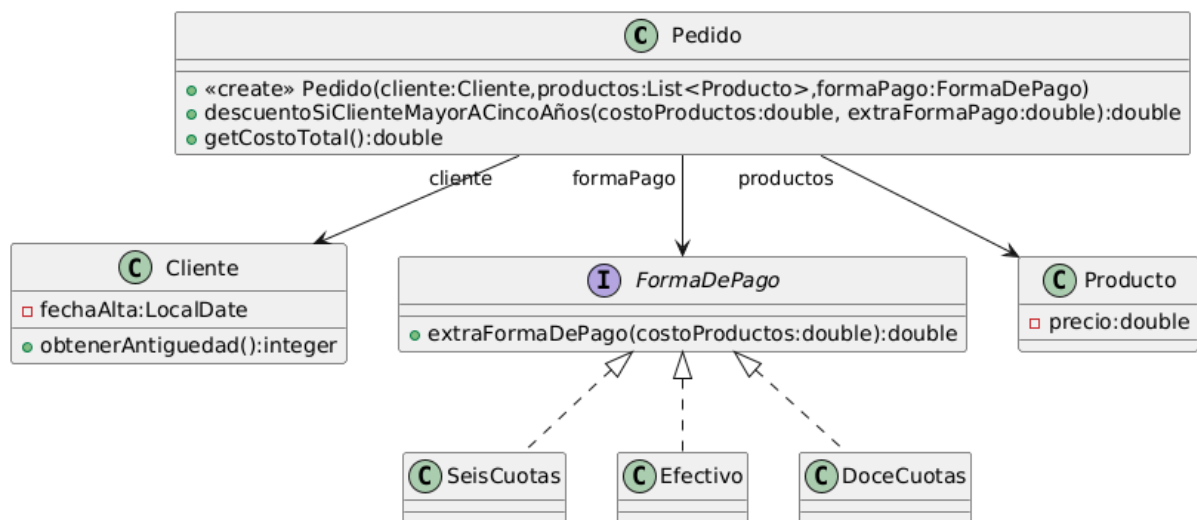 C Pedido
«create» Pedido(cliente:Cliente,productos:List<Producto>,formaPago:FormaDePago)
descuentoSiClienteMayorACincoAños(costoProductos:double, extraFormaPago:double):double
getCostoTotal():double
cliente
formaPago
productos
C Cliente
fechaAlta:LocalDate
obtenerAntiguedad():integer
I FormaDePago
extraFormaDePago(costoProductos:double):double
C Producto
precio:double
C SeisCuotas
C Efectivo
C DoceCuotas